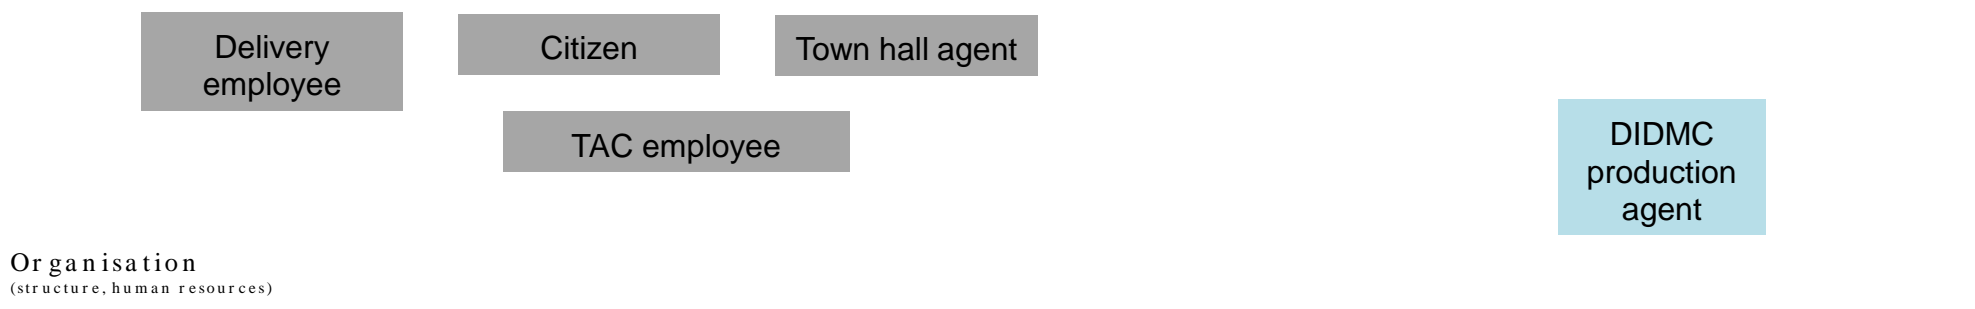 Delivery
employee
Citizen
Town hall agent
TAC employee
DIDMC
production
agent
Organisation
(structure, human resources)